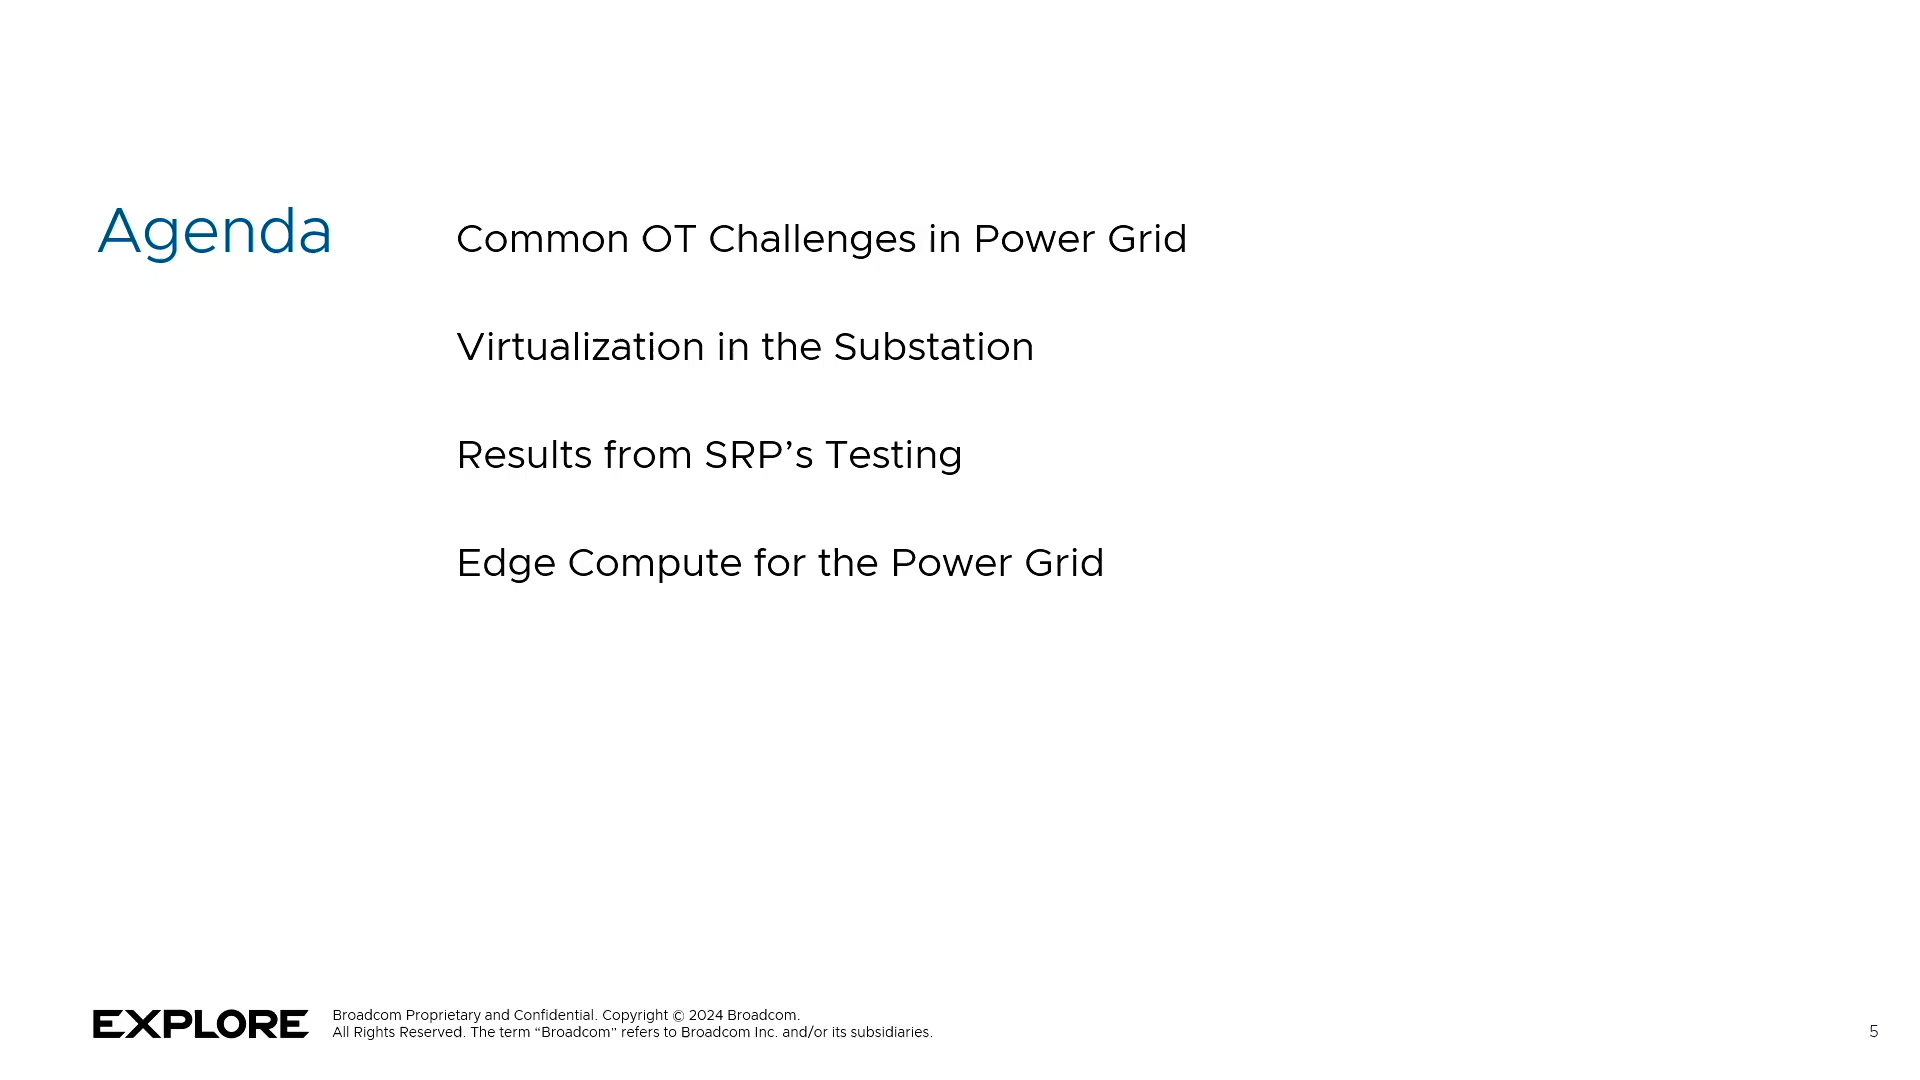 Agenda
Common OT Challenges in Power Grid
Virtualization in the Substation
Results from SRP’s Testing
Edge Compute for the Power Grid
EXPLORE
Broadcom Proprietary and Confidential. Copyright © 2024 Broadcom.
All Rights Reserved. The term “Broadcom” refers to Broadcom Inc. and/or its subsidiaries.
5